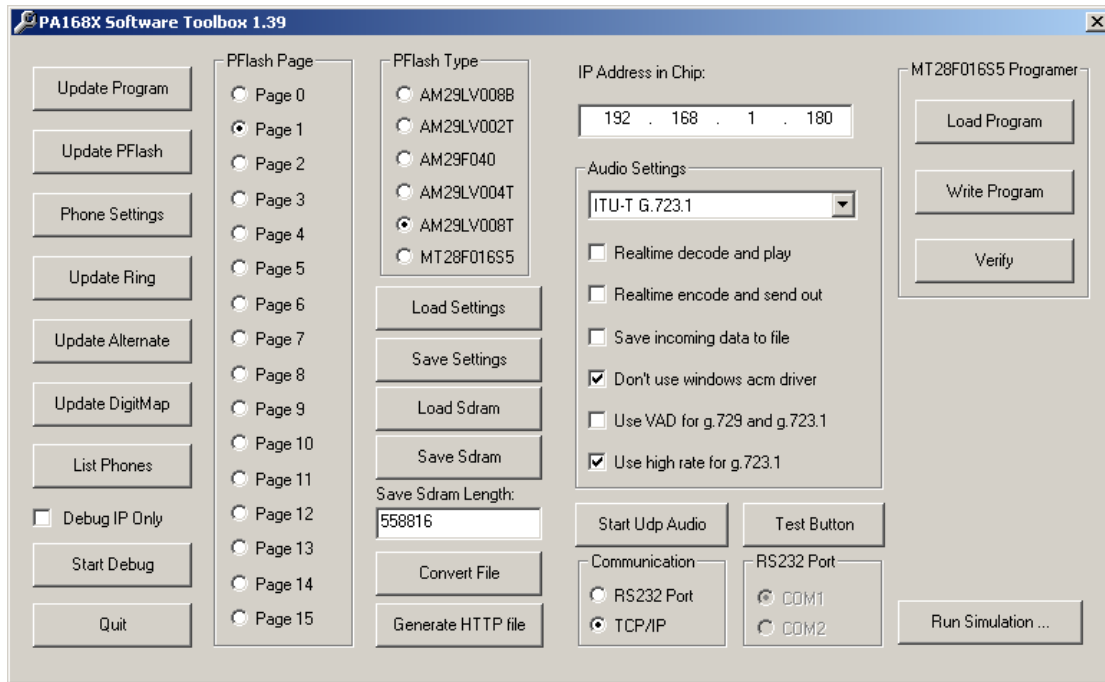 PA168X Software Toolbox 1.39
Update Program
Update PFlash
Phone Settings
Update Ring
Update Alternate
Update DigitMap
List Phones
Debug IP Only
Start Debug
Quit
PFlash Page
Page 0
Page 1
Page 2
Page 3
Page 4
Page 5
Page 6
Page 7
Page 8
Page 9
Page 10
Page 11
Page 12
Page 13
Page 14
Page 15
PFlash Type
AM29LV008B
AM29LV002T
AM29F040
AM29LV004T
AM29LV008T
MT28F016S5
Load Settings
Save Settings
Load Sdram
Save Sdram
Save Sdram Length:
558816
Convert File
Generate HTTP file
IP Address in Chip:
192 . 168 . 1 . 180
Audio Settings
ITU-T G.723.1
Realtime decode and play
Realtime encode and send out
Save incoming data to file
Don't use windows acm driver
Use VAD for g.729 and g.723.1
Use high rate for g.723.1
Start Udp Audio
Test Button
Communication
RS232 Port
TCP/IP
RS232 Port
COM1
COM2
MT28F016S5 Programer
Load Program
Write Program
Verify
Run Simulation ...